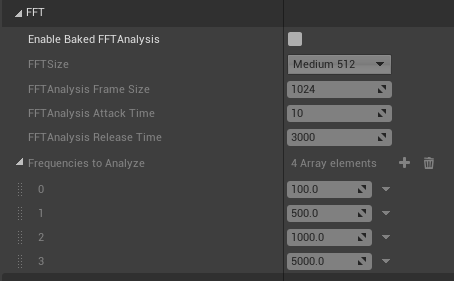 FFT
Enable Baked FFTAnalysis
FFTSize Medium 512
FFTAnalysis Frame Size 1024
FFTAnalysis Attack Time 10
FFTAnalysis Release Time 3000
Frequencies to Analyze 4 Array elements
0 100.0
1 500.0
2 1000.0
3 5000.0